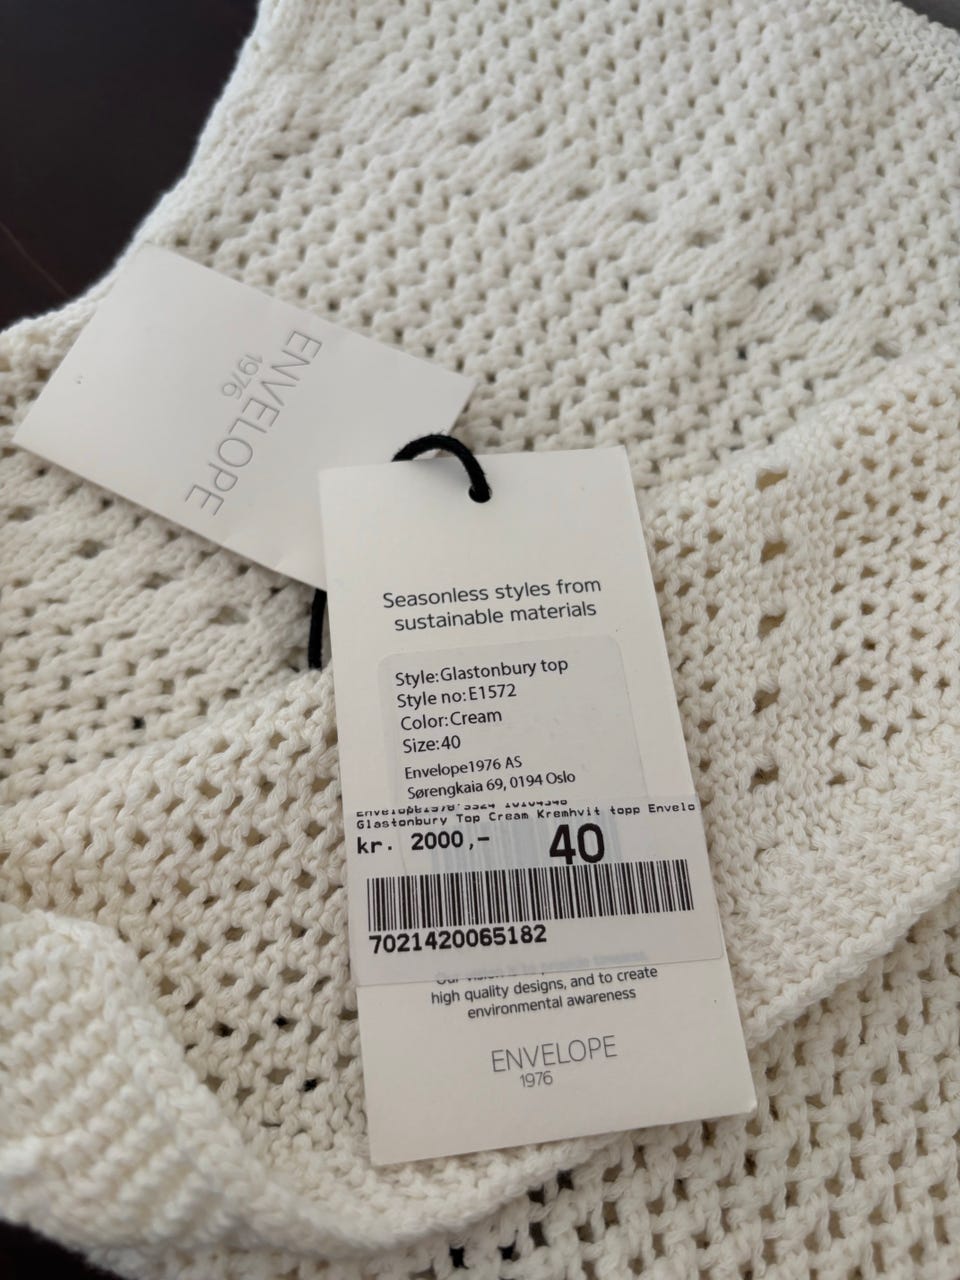 ENVELOPE
1976
Seasonless styles from
sustainable materials
Style:Glastonbury top
Style no:E1572
Color:Cream
Size:40
Envelope1976 AS
Sørengkaia 69, 0194 Oslo
Glastonbury Top Cream Kremhvit topp Envelo
kr. 2000,- 40
7021420065182
high quality designs, and to create
environmental awareness
ENVELOPE
1976